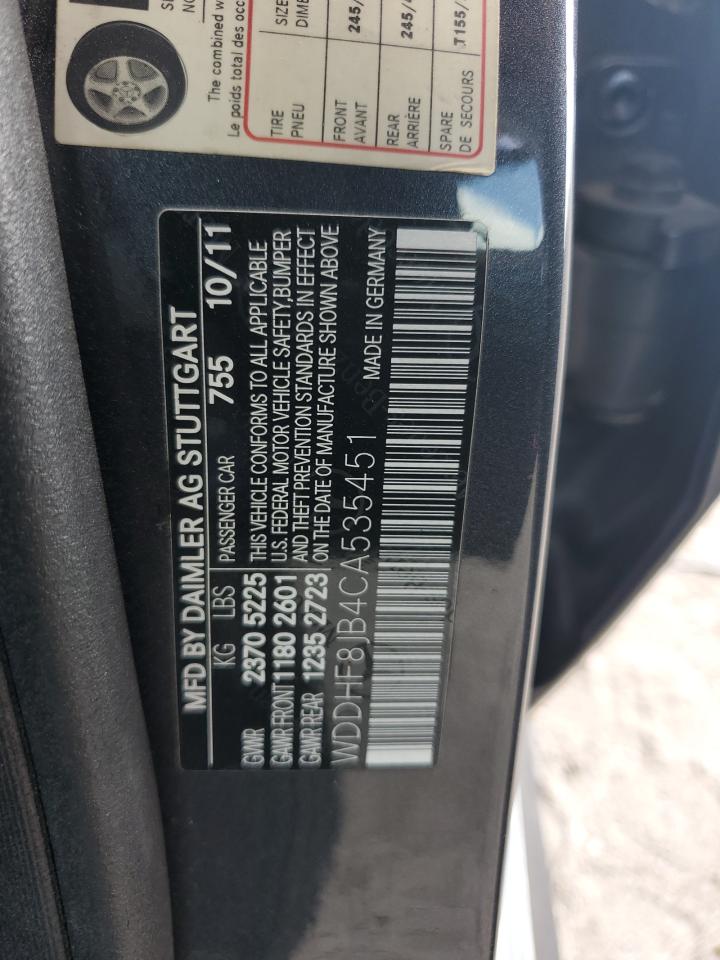 The combined w
Le poids total des occ
TIRE SIZE
PNEU DIME
FRONT 245/
AVANT
REAR 245/4
ARRIÈRE
SPARE T155/
DE SECOURS
MFD BY DAIMLER AG STUTTGART
KG LBS PASSENGER CAR 755 10/11
GVWR 2370 5225 THIS VEHICLE CONFORMS TO ALL APPLICABLE
GAWR FRONT 1180 2601 U.S. FEDERAL MOTOR VEHICLE SAFETY, BUMPER
GAWR REAR 1235 2723 AND THEFT PREVENTION STANDARDS IN EFFECT
ON THE DATE OF MANUFACTURE SHOWN ABOVE
WDDHF8JB4CA535451 MADE IN GERMANY